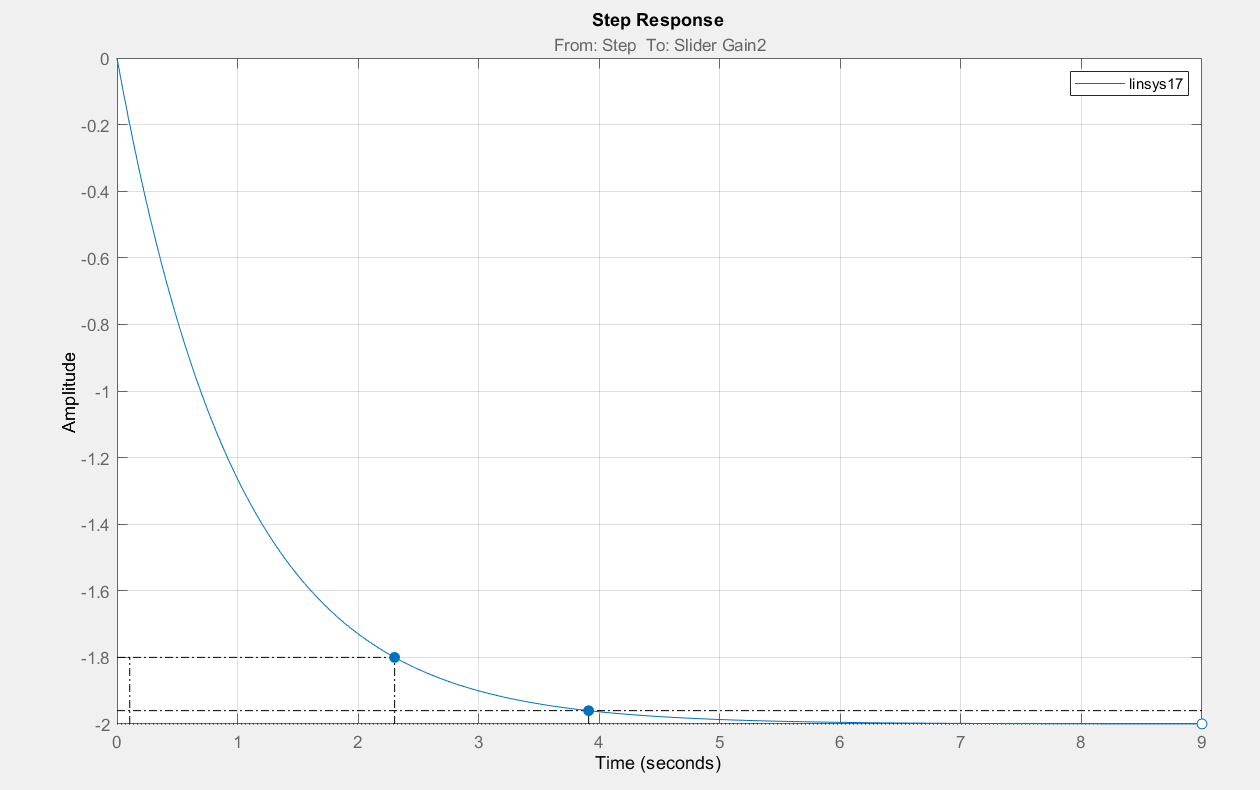 Step Response
From: Step  To: Slider Gain2
linsys17
0
-0.2
-0.4
-0.6
-0.8
-1
-1.2
-1.4
-1.6
-1.8
-2
Amplitude
0 1 2 3 4 5 6 7 8 9
Time (seconds)